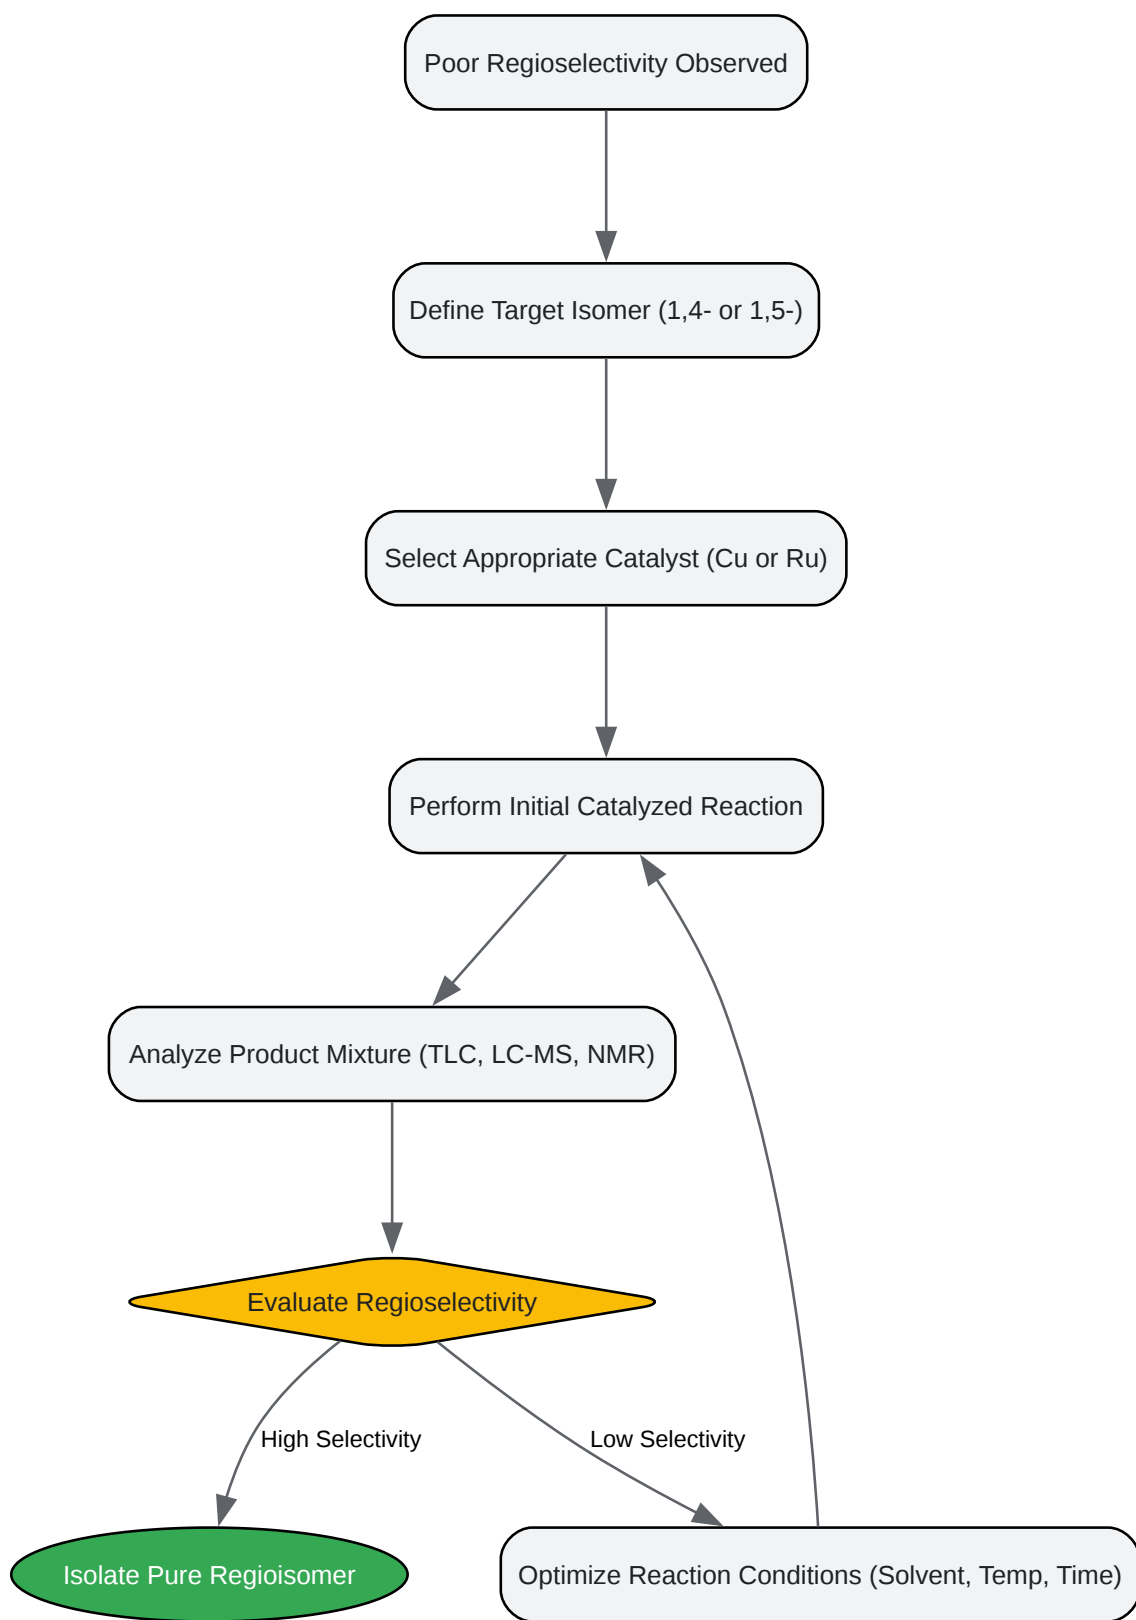 Poor Regioselectivity Observed
Define Target Isomer (1,4- or 1,5-)
Select Appropriate Catalyst (Cu or Ru)
Perform Initial Catalyzed Reaction
Analyze Product Mixture (TLC, LC-MS, NMR)
Evaluate Regioselectivity
High Selectivity
Low Selectivity
Isolate Pure Regioisomer
Optimize Reaction Conditions (Solvent, Temp, Time)